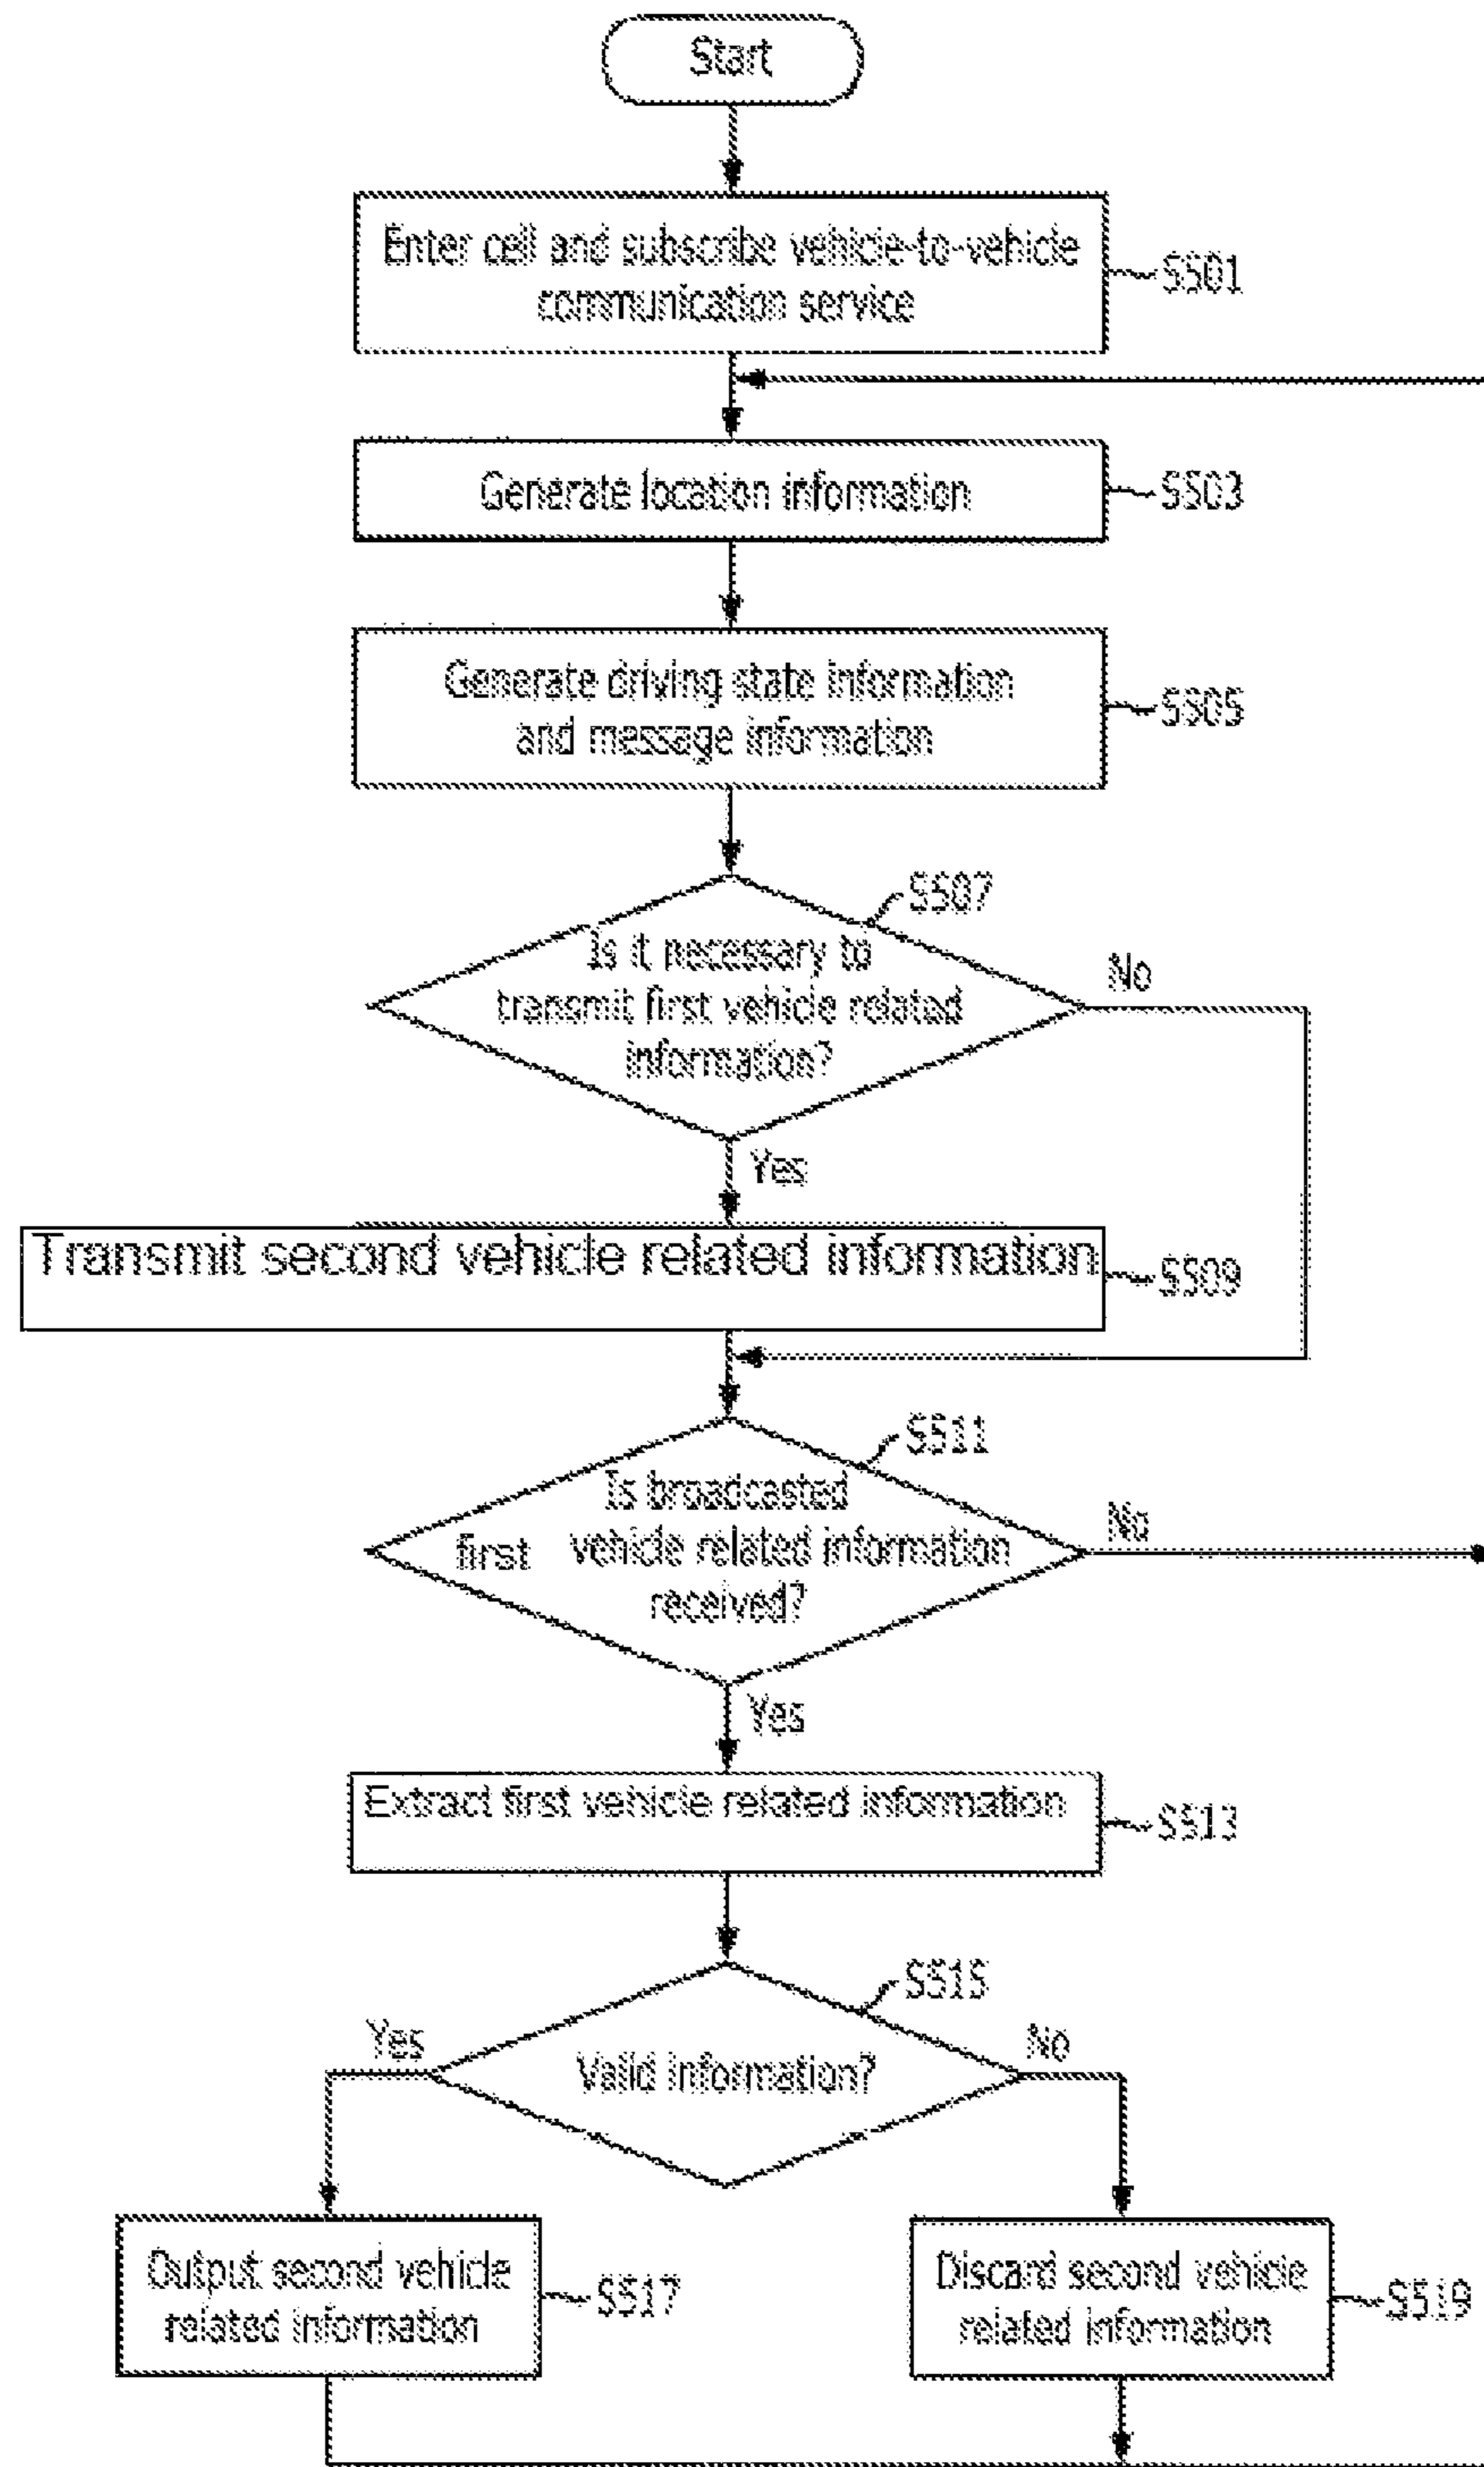 Start
Enter cell and subscribe vehicle-to-vehicle
communication service
S501
Generate location information
S503
Generate driving state information
and message information
S505
S507
Is it necessary to
transmit first vehicle related
information?
No
Yes
Transmit second vehicle related information
S509
S511
Is broadcasted
first vehicle related information
received?
No
Yes
Extract first vehicle related information
S513
S515
Yes
Valid information?
No
Output second vehicle
related information
S517
Discard second vehicle
related information
S519